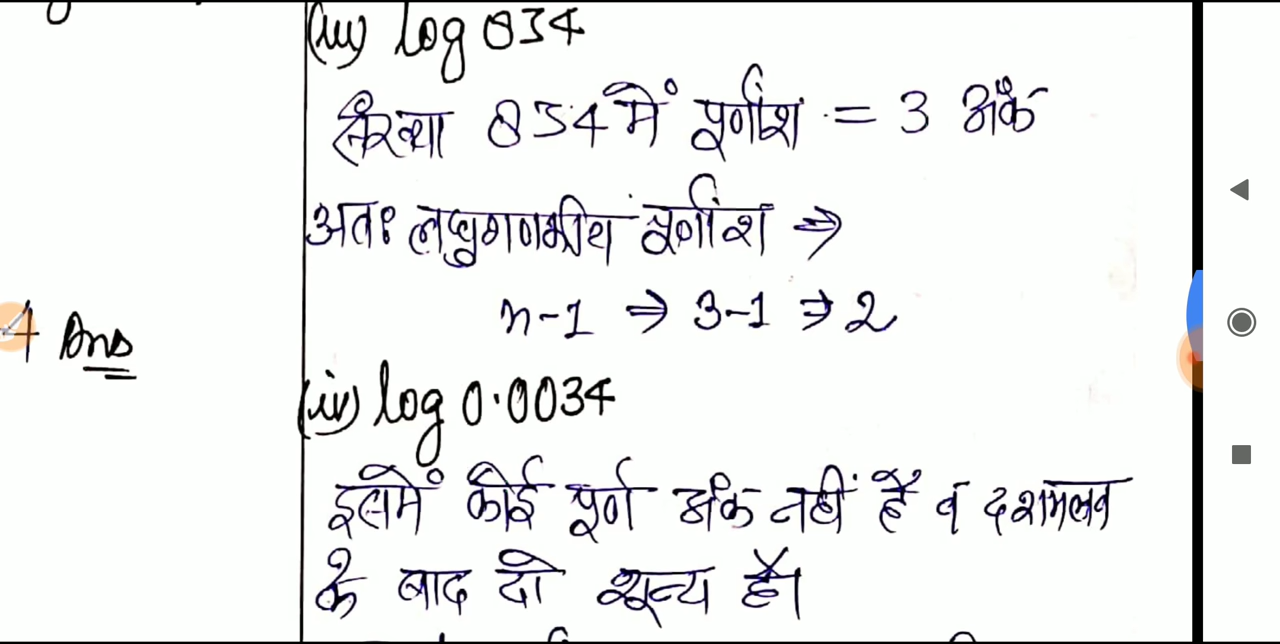 (iii) log 834
संख्या 834 में पूर्णांश = 3 अंक
अतः लघुगणकीय पूर्णांश ⇒
n-1 ⇒ 3-1 ⇒ 2
4 Ans
(iv) log 0.0034
इसमें कोई पूर्ण अंक नहीं है व दशमलव
के बाद दो शून्य है।